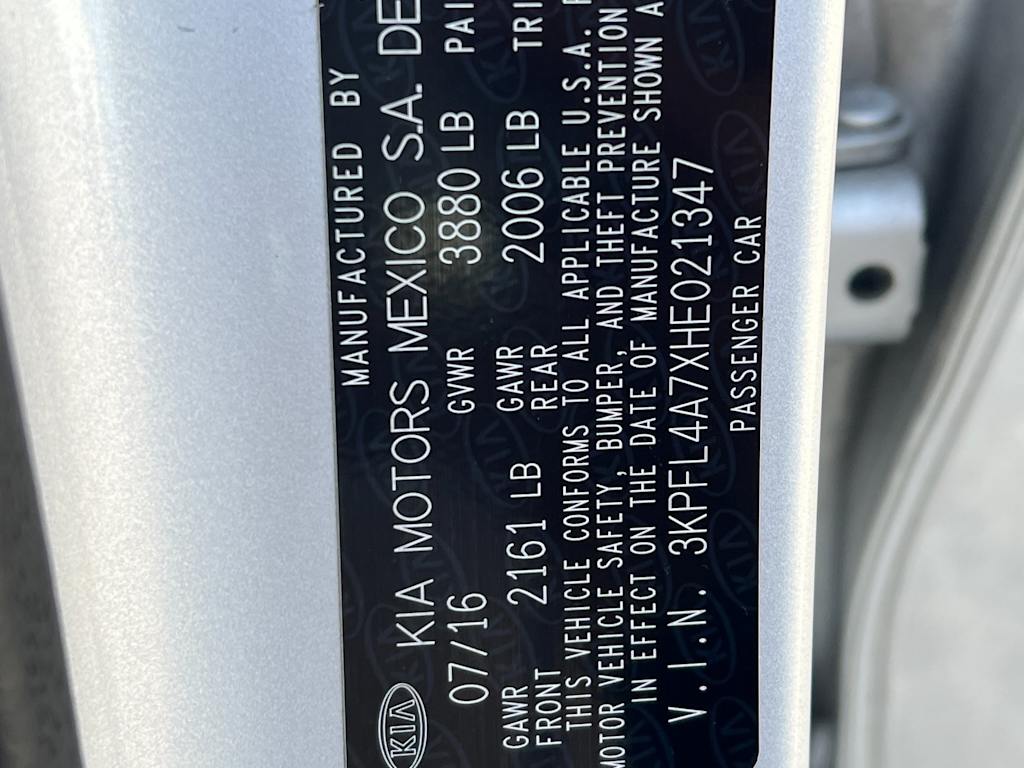 MANUFACTURED BY
KIA KIA MOTORS MEXICO S.A. DE
07/16 GVWR 3880 LB
GAWR FRONT 2161 LB GAWR REAR 2006 LB
THIS VEHICLE CONFORMS TO ALL APPLICABLE U.S.A.
MOTOR VEHICLE SAFETY, BUMPER, AND THEFT PREVENTION
IN EFFECT ON THE DATE OF MANUFACTURE SHOWN A
V.I.N. 3KPFL4A7XHE021347
PASSENGER CAR